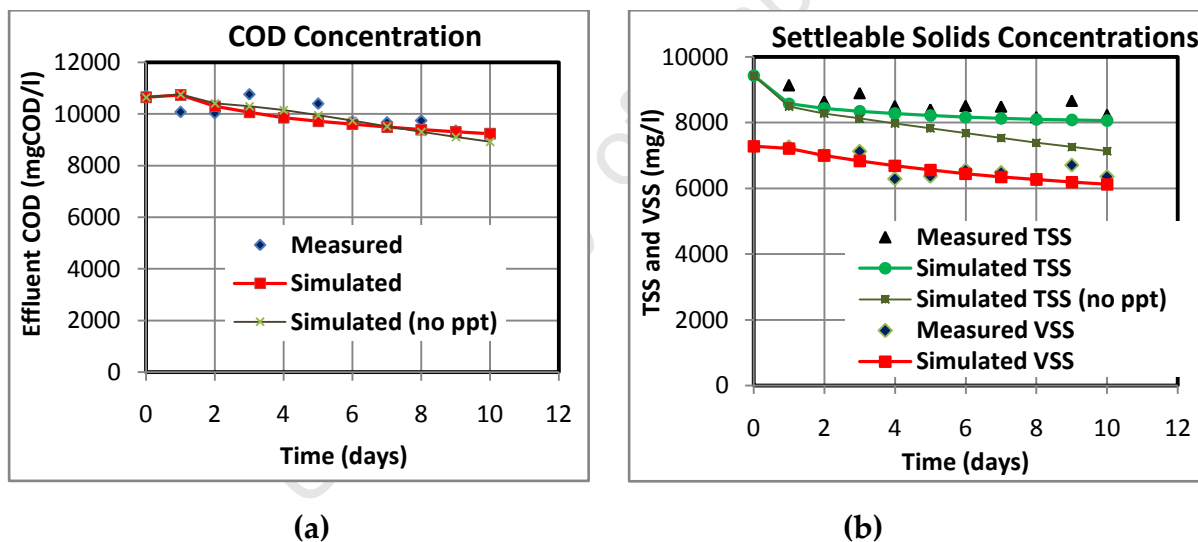 COD Concentration
Effluent COD (mgCOD/l)
12000
10000
8000
6000
4000
2000
0
Measured
Simulated
Simulated (no ppt)
0 2 4 6 8 10 12
Time (days)
(a)
Settleable Solids Concentrations
TSS and VSS (mg/l)
10000
8000
6000
4000
2000
0
Measured TSS
Simulated TSS
Simulated TSS (no ppt)
Measured VSS
Simulated VSS
0 2 4 6 8 10 12
Time (days)
(b)